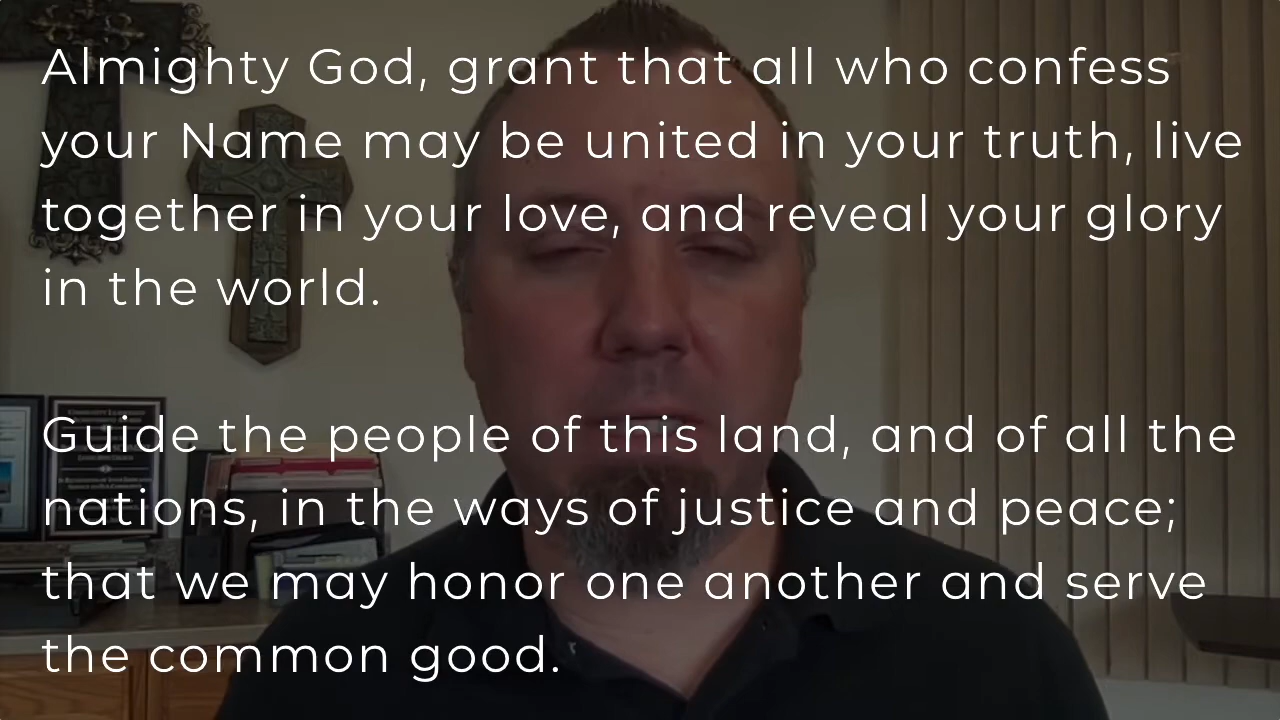 Almighty God, grant that all who confess
your Name may be united in your truth, live
together in your love, and reveal your glory
in the world.
Guide the people of this land, and of all the
nations, in the ways of justice and peace;
that we may honor one another and serve
the common good.